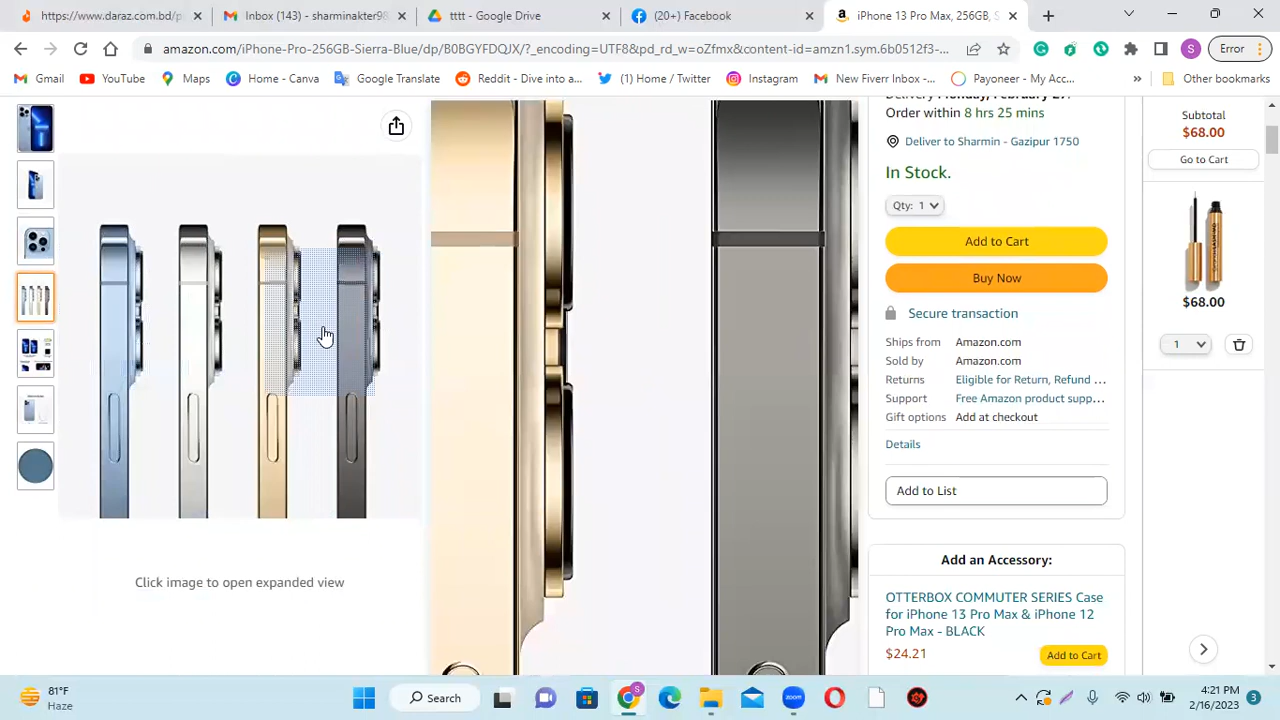 https://www.daraz.com.bd/p
Inbox (143) - sharminakter98
tttt - Google Drive
(20+) Facebook
iPhone 13 Pro Max, 256GB, S
amazon.com/iPhone-Pro-256GB-Sierra-Blue/dp/B0BGYFDQJX/?_encoding=UTF8&pd_rd_w=oZfmx&content-id=amzn1.sym.6b0512f3-...
S
Error
Gmail
YouTube
Maps
Home - Canva
Google Translate
Reddit - Dive into a...
(1) Home / Twitter
Instagram
New Fiverr Inbox -...
Payoneer - My Acc...
»
Other bookmarks
Order within 8 hrs 25 mins
Deliver to Sharmin - Gazipur 1750
In Stock.
Qty: 1
Add to Cart
Buy Now
Secure transaction
Ships from Amazon.com
Sold by Amazon.com
Returns Eligible for Return, Refund ...
Support Free Amazon product supp...
Gift options Add at checkout
Details
Add to List
Add an Accessory:
OTTERBOX COMMUTER SERIES Case
for iPhone 13 Pro Max & iPhone 12
Pro Max - BLACK
$24.21
Add to Cart
Subtotal
$68.00
Go to Cart
$68.00
1
Click image to open expanded view
81°F
Haze
Search
zoom
4:21 PM
2/16/2023
3